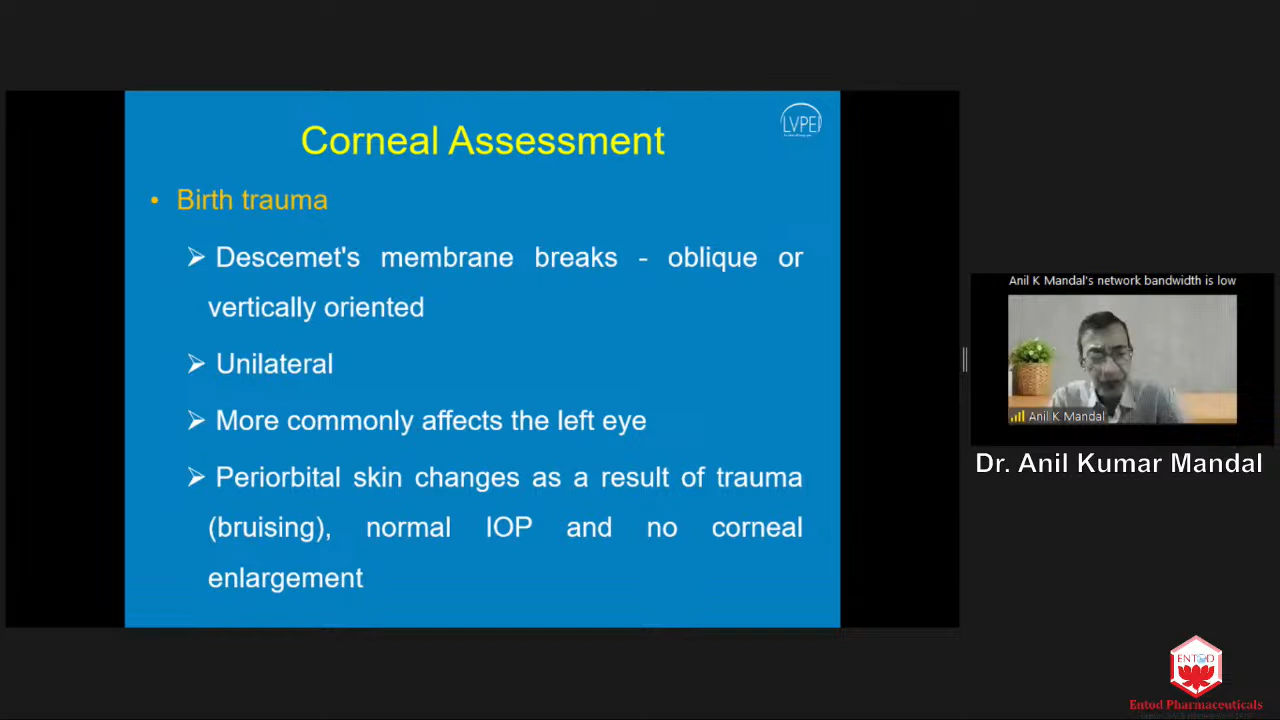 Corneal Assessment
LVPEI
• Birth trauma
➢ Descemet's membrane breaks - oblique or
vertically oriented
➢ Unilateral
➢ More commonly affects the left eye
➢ Periorbital skin changes as a result of trauma
(bruising), normal IOP and no corneal
enlargement
Anil K Mandal's network bandwidth is low
Anil K Mandal
Dr. Anil Kumar Mandal
ENTOD
Entod Pharmaceuticals